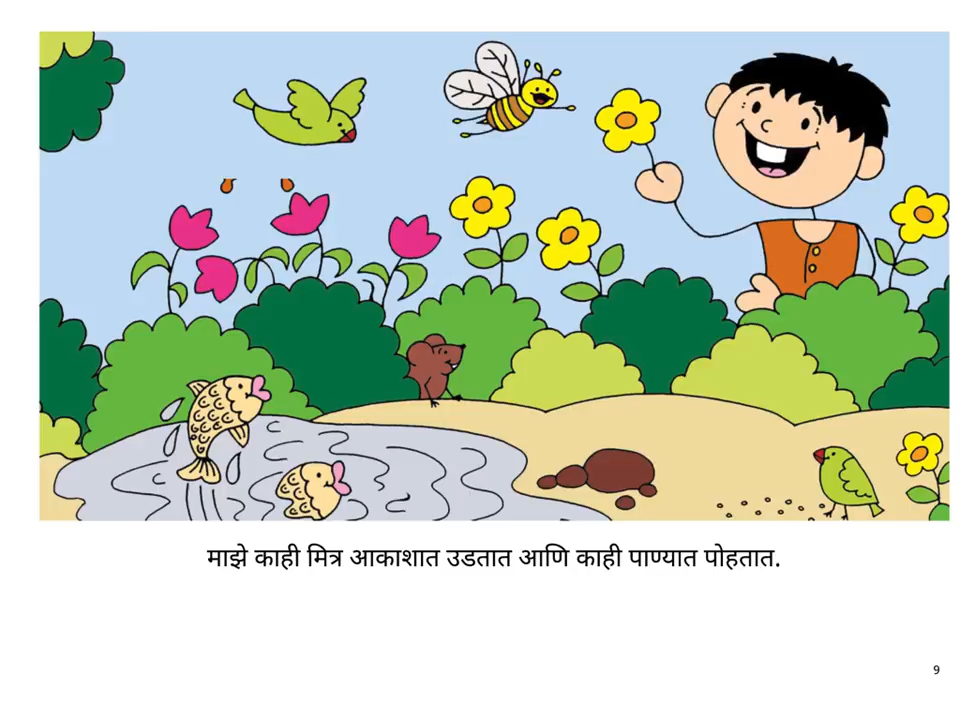 माझे काही मित्र आकाशात उडतात आणि काही पाण्यात पोहतात.
9